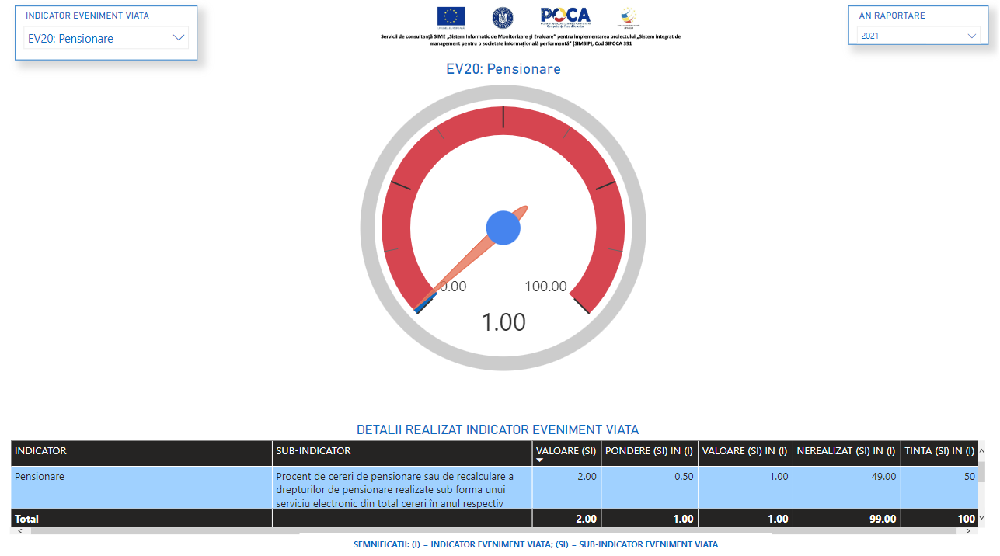 INDICATOR EVENIMENT VIATA
EV20: Pensionare
POCA
Servicii de consultanță SIME „Sistem Informatic de Monitorizare și Evaluare” pentru implementarea proiectului „Sistem integrat de
management pentru o societate informațională performantă” (SIMSIP), Cod SIPOCA 391
AN RAPORTARE
2021
EV20: Pensionare
0.00
100.00
1.00
DETALII REALIZAT INDICATOR EVENIMENT VIATA
INDICATOR SUB-INDICATOR VALOARE (SI) PONDERE (SI) IN (I) VALOARE (SI) IN (I) NEREALIZAT (SI) IN (I) TINTA (SI) IN (I)
Pensionare Procent de cereri de pensionare sau de recalculare a 2.00 0.50 1.00 49.00 50
drepturilor de pensionare realizate sub forma unui
serviciu electronic din total cereri în anul respectiv
Total 2.00 1.00 1.00 99.00 100
SEMNIFICATII: (I) = INDICATOR EVENIMENT VIATA; (SI) = SUB-INDICATOR EVENIMENT VIATA